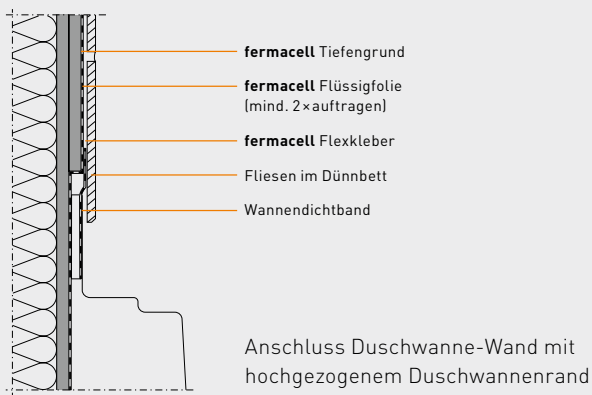 fermacell Tiefengrund
fermacell Flüssigfolie
(mind. 2×auftragen)
fermacell Flexkleber
Fliesen im Dünnbett
Wannendichtband
Anschluss Duschwanne-Wand mit
hochgezogenem Duschwannenrand